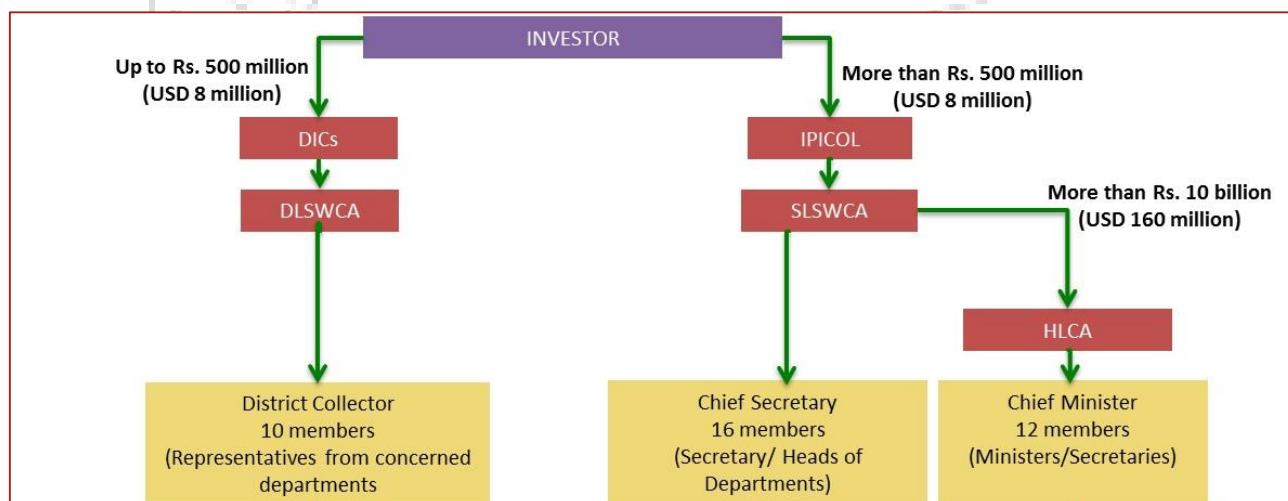 INVESTOR
Up to Rs. 500 million
(USD 8 million)
More than Rs. 500 million
(USD 8 million)
DICs
IPICOL
DLSWCA
SLSWCA
More than Rs. 10 billion
(USD 160 million)
HLCA
District Collector
10 members
(Representatives from concerned
departments
Chief Secretary
16 members
(Secretary/ Heads of
Departments)
Chief Minister
12 members
(Ministers/Secretaries)